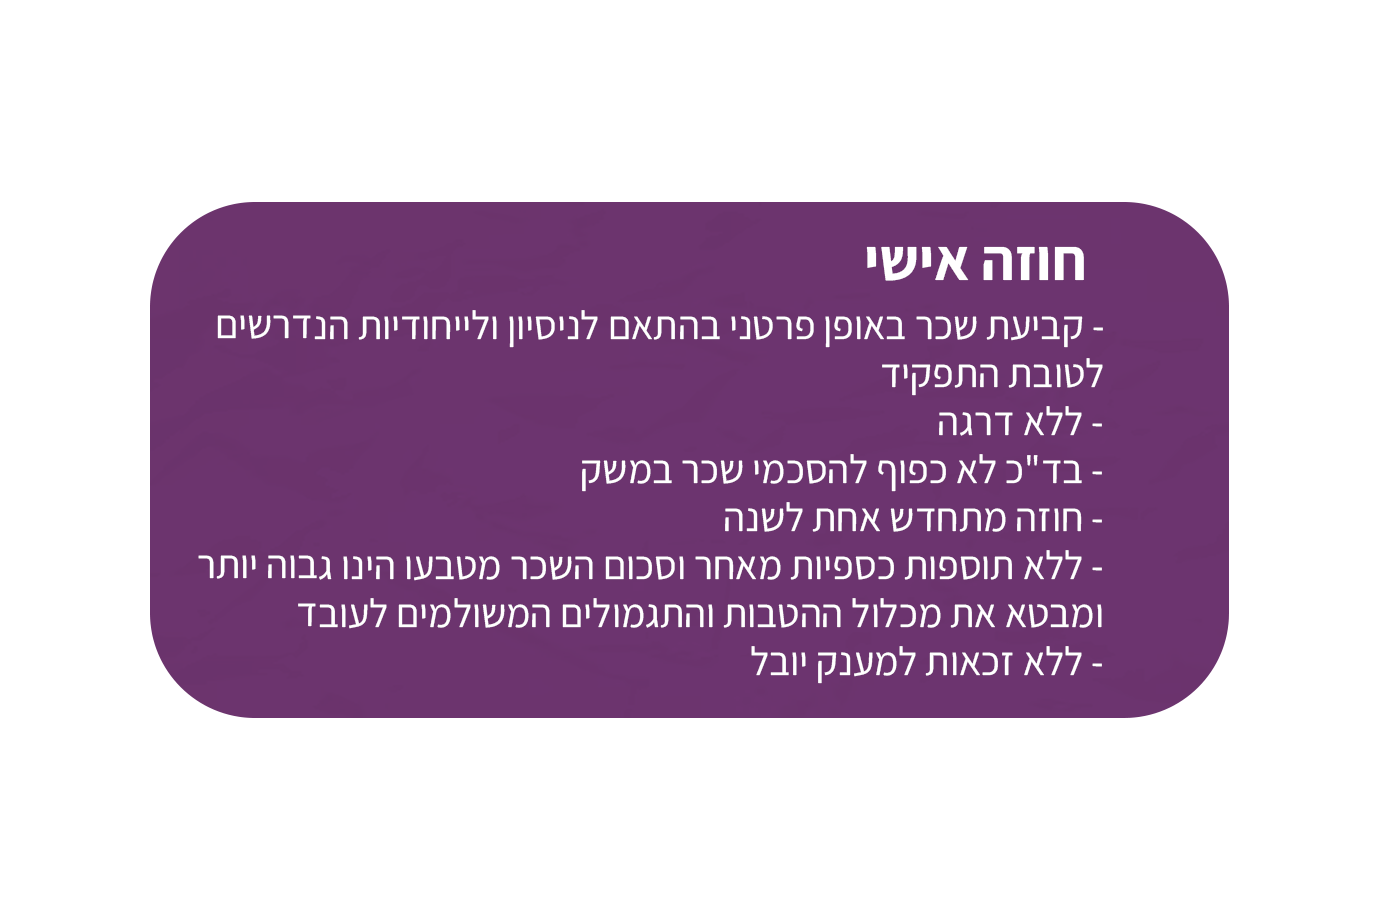 חוזה אישי
- קביעת שכר באופן פרטני בהתאם לניסיון ולייחודיות הנדרשים
לטובת התפקיד
- ללא דרגה
- בד"כ לא כפוף להסכמי שכר במשק
- חוזה מתחדש אחת לשנה
- ללא תוספות כספיות מאחר וסכום השכר מטבעו הינו גבוה יותר
ומבטא את מכלול ההטבות והתגמולים המשולמים לעובד
- ללא זכאות למענק יובל